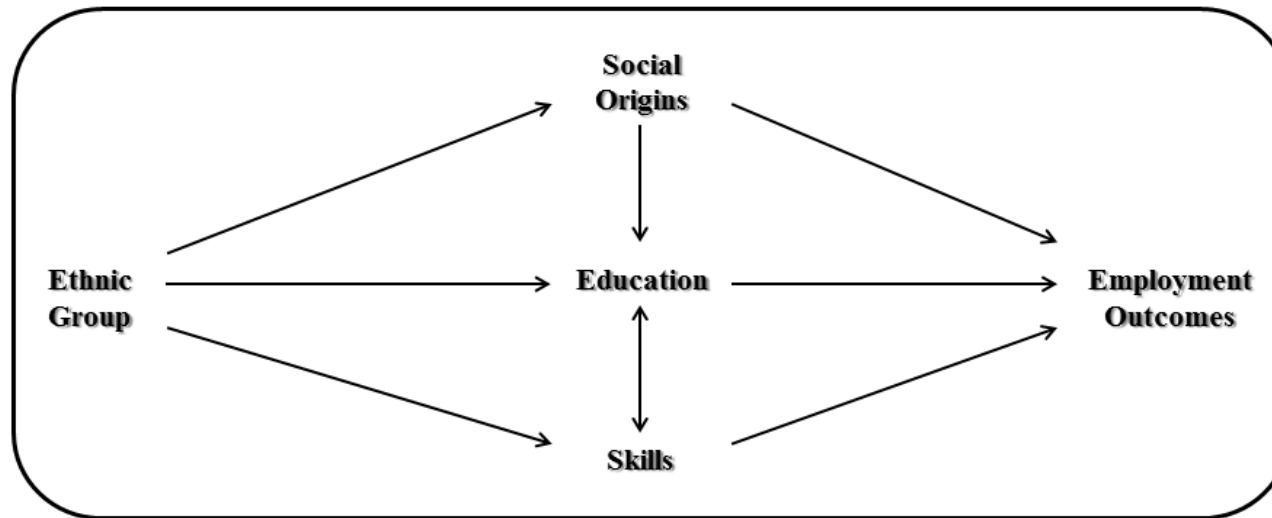 Social
Origins
Ethnic
Group
Education
Employment
Outcomes
Skills